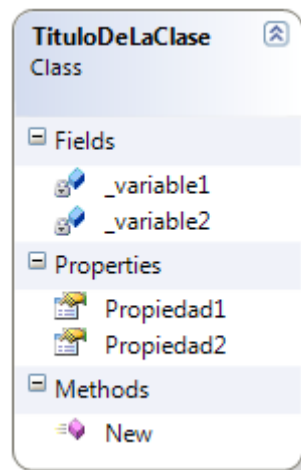 TituloDeLaClase
Class
Fields
_variable1
_variable2
Properties
Propiedad1
Propiedad2
Methods
New